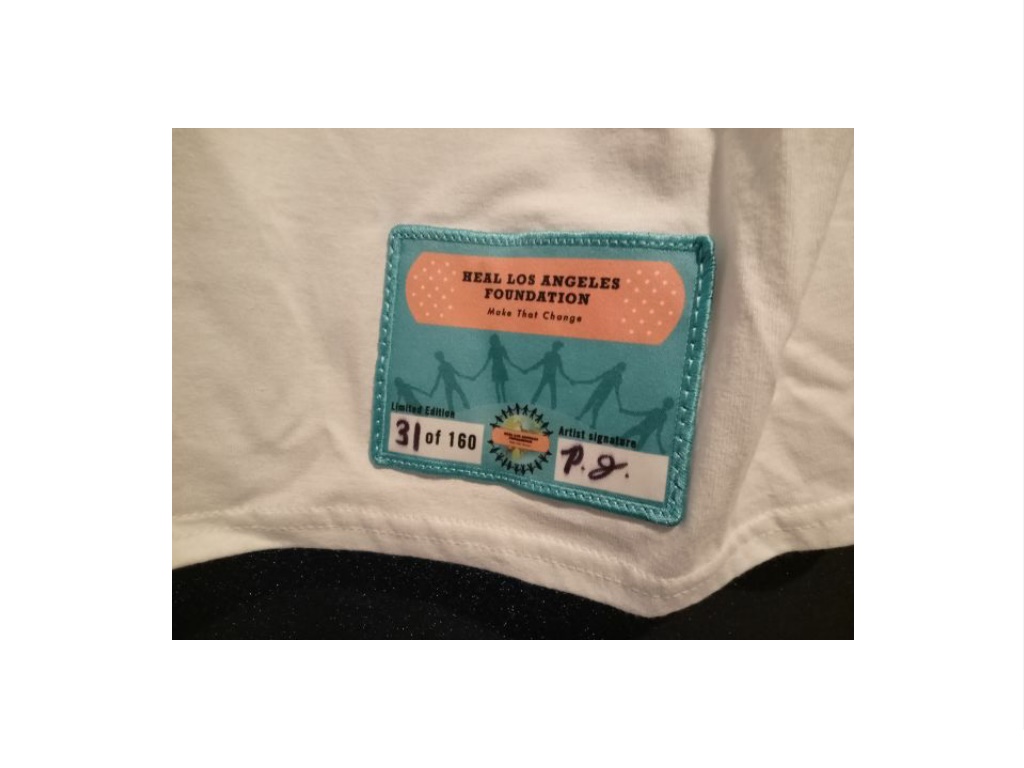 HEAL LOS ANGELES
FOUNDATION
Make That Change
Limited Edition
31 of 160
Artist signature
P. J.